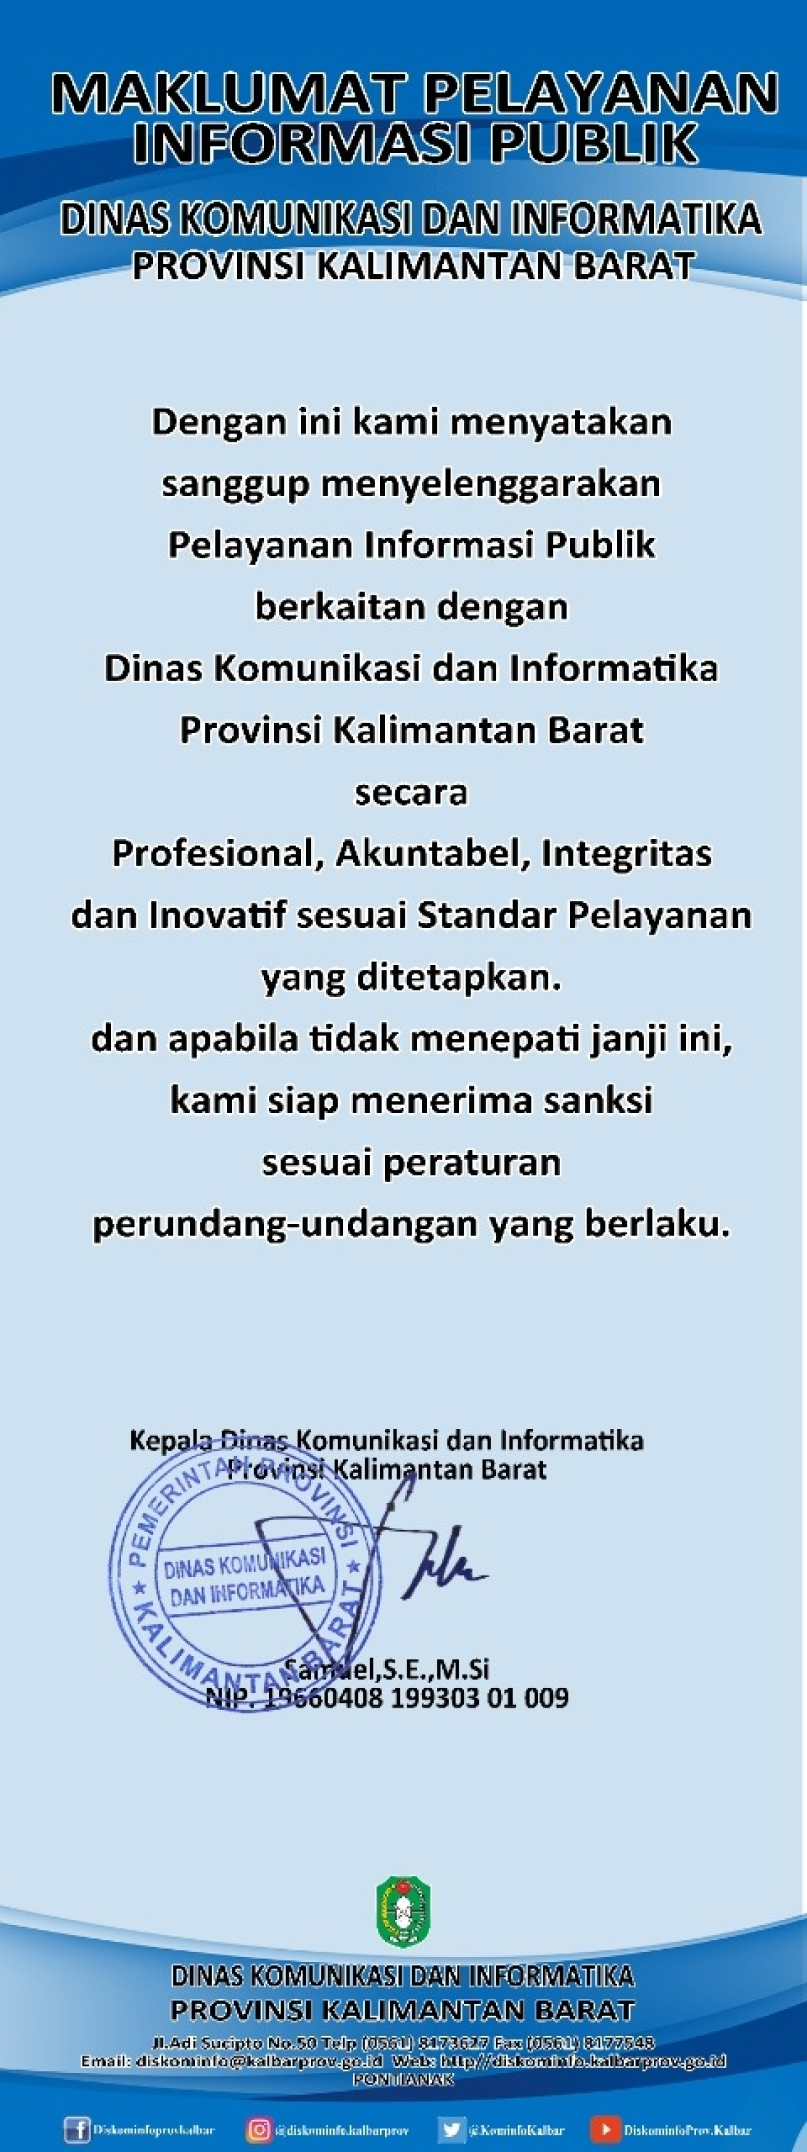 MAKLUMAT PELAYANAN
INFORMASI PUBLIK
DINAS KOMUNIKASI DAN INFORMATIKA
PROVINSI KALIMANTAN BARAT
Dengan ini kami menyatakan
sanggup menyelenggarakan
Pelayanan Informasi Publik
berkaitan dengan
Dinas Komunikasi dan Informatika
Provinsi Kalimantan Barat
secara
Profesional, Akuntabel, Integritas
dan Inovatif sesuai Standar Pelayanan
yang ditetapkan.
dan apabila tidak menepati janji ini,
kami siap menerima sanksi
sesuai peraturan
perundang-undangan yang berlaku.
Kepala Dinas Komunikasi dan Informatika
Provinsi Kalimantan Barat
PEMERINTAH PROVINSI
DINAS KOMUNIKASI
DAN INFORMATIKA
KALIMANTAN BARAT
Samuel,S.E.,M.Si
NIP. 19660408 199303 01 009
DINAS KOMUNIKASI DAN INFORMATIKA
PROVINSI KALIMANTAN BARAT
Jl.Adi Sucipto No.50 Telp (0561) 8173627 Fax (0561) 8177548
Email: diskominfo@kalbarprov.go.id Web: http//diskominfo.kalbarprov.go.id
PONTIANAK
Diskominfoprovkalbar @diskominfo.kalbarprov @KominfoKalbar DiskominfoProv.Kalbar